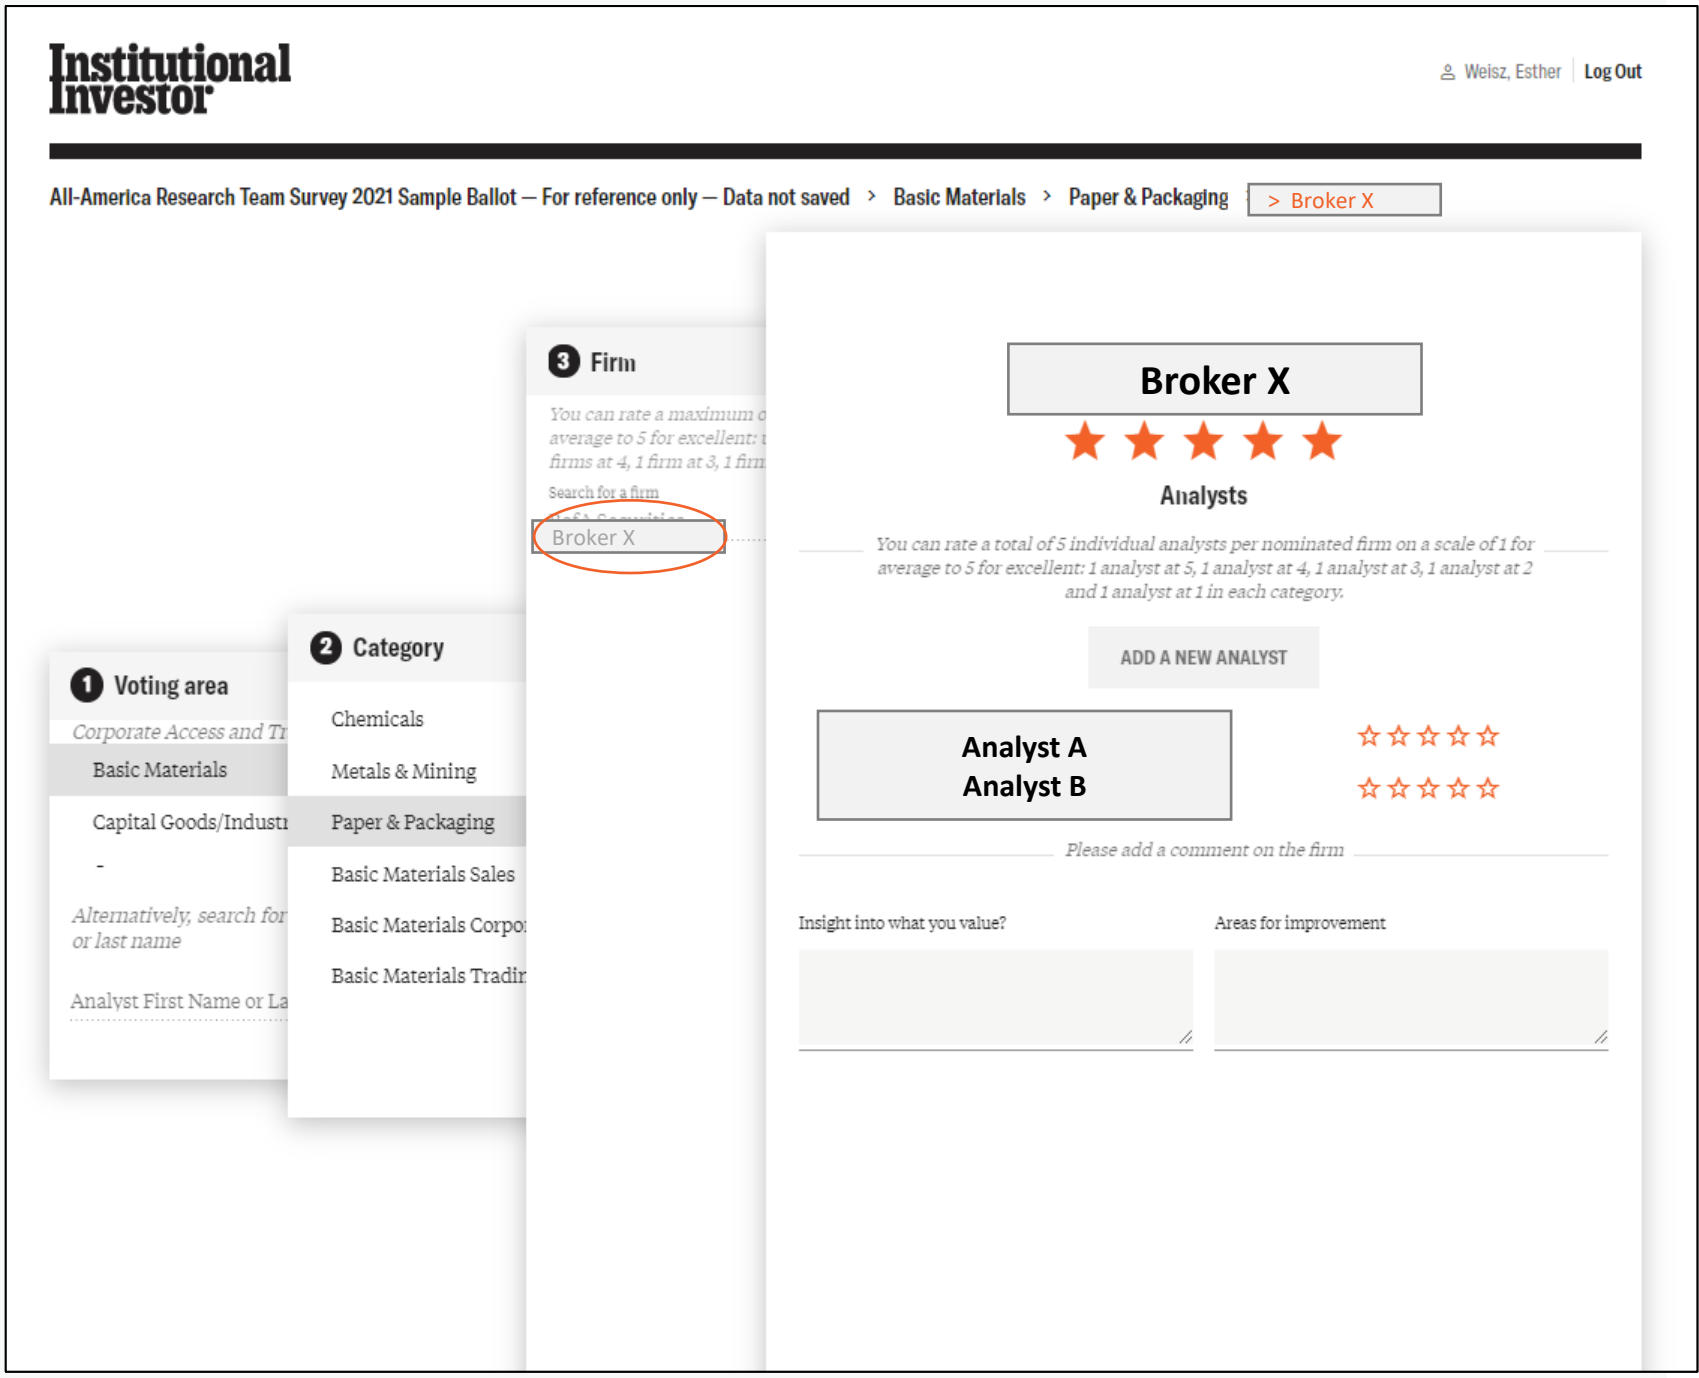 Institutional
Investor
Weisz, Esther
Log Out
All-America Research Team Survey 2021 Sample Ballot — For reference only — Data not saved > Basic Materials > Paper & Packaging > Broker X
1 Voting area
Corporate Access and Tr
Basic Materials
Capital Goods/Industr
-
Alternatively, search for
or last name
Analyst First Name or La
2 Category
Chemicals
Metals & Mining
Paper & Packaging
Basic Materials Sales
Basic Materials Corpo
Basic Materials Tradin
3 Firm
You can rate a maximum o
average to 5 for excellent:
firms at 4, 1 firm at 3, 1 firm
Search for a firm
Broker X
Broker X
Analysts
You can rate a total of 5 individual analysts per nominated firm on a scale of 1 for
average to 5 for excellent: 1 analyst at 5, 1 analyst at 4, 1 analyst at 3, 1 analyst at 2
and 1 analyst at 1 in each category.
ADD A NEW ANALYST
Analyst A
Analyst B
Please add a comment on the firm
Insight into what you value?
Areas for improvement